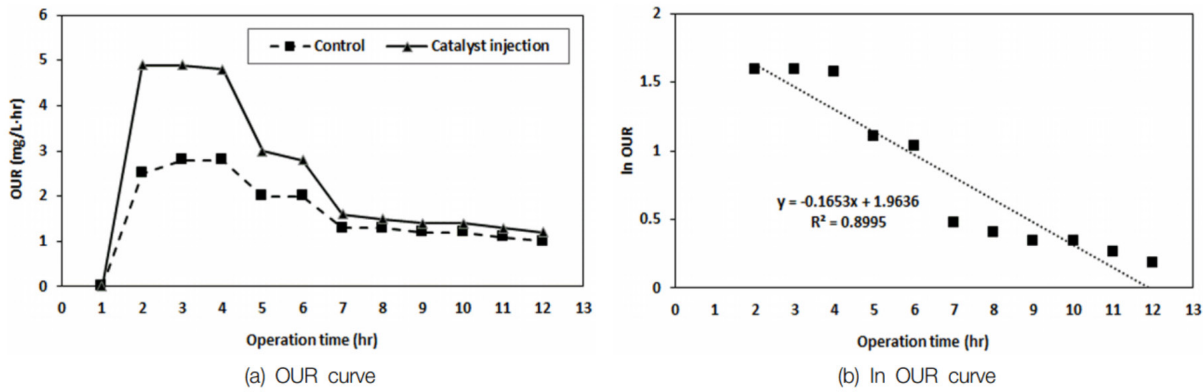 6
5
4
3
2
1
0
OUR (mg/L·hr)
Control
Catalyst injection
0 1 2 3 4 5 6 7 8 9 10 11 12 13
Operation time (hr)
(a) OUR curve
2
1.5
1
0.5
0
ln OUR
y = -0.1653x + 1.9636
R² = 0.8995
0 1 2 3 4 5 6 7 8 9 10 11 12 13
Operation time (hr)
(b) In OUR curve